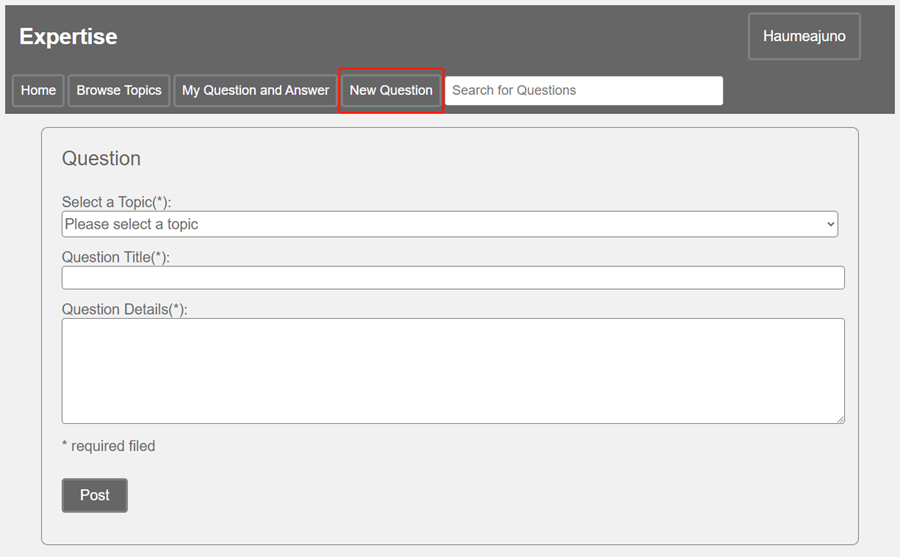 Expertise
Haumeajuno
Home Browse Topics My Question and Answer New Question Search for Questions
Question
Select a Topic(*):
Please select a topic
Question Title(*):
Question Details(*):
* required filed
Post